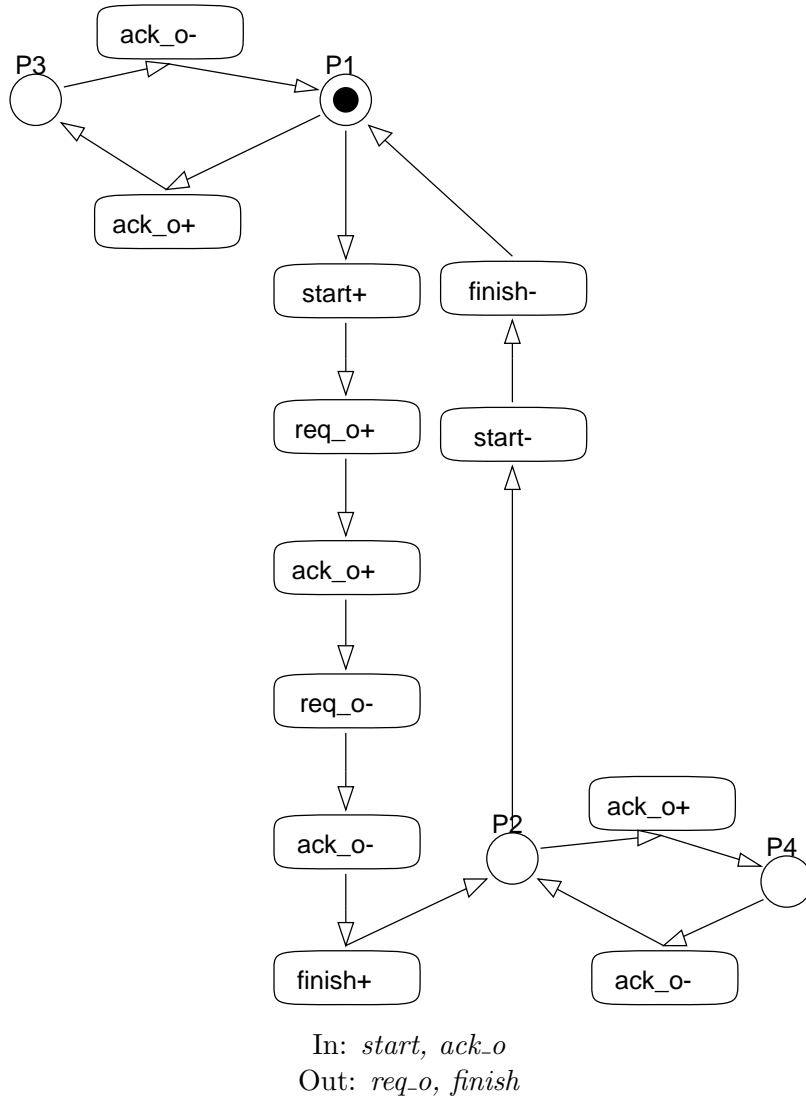 ack_o-
P3
P1
ack_o+
start+
finish-
req_o+
start-
ack_o+
req_o-
ack_o+
P2
ack_o-
P4
finish+
ack_o-
In: start, ack_o
Out: req_o, finish